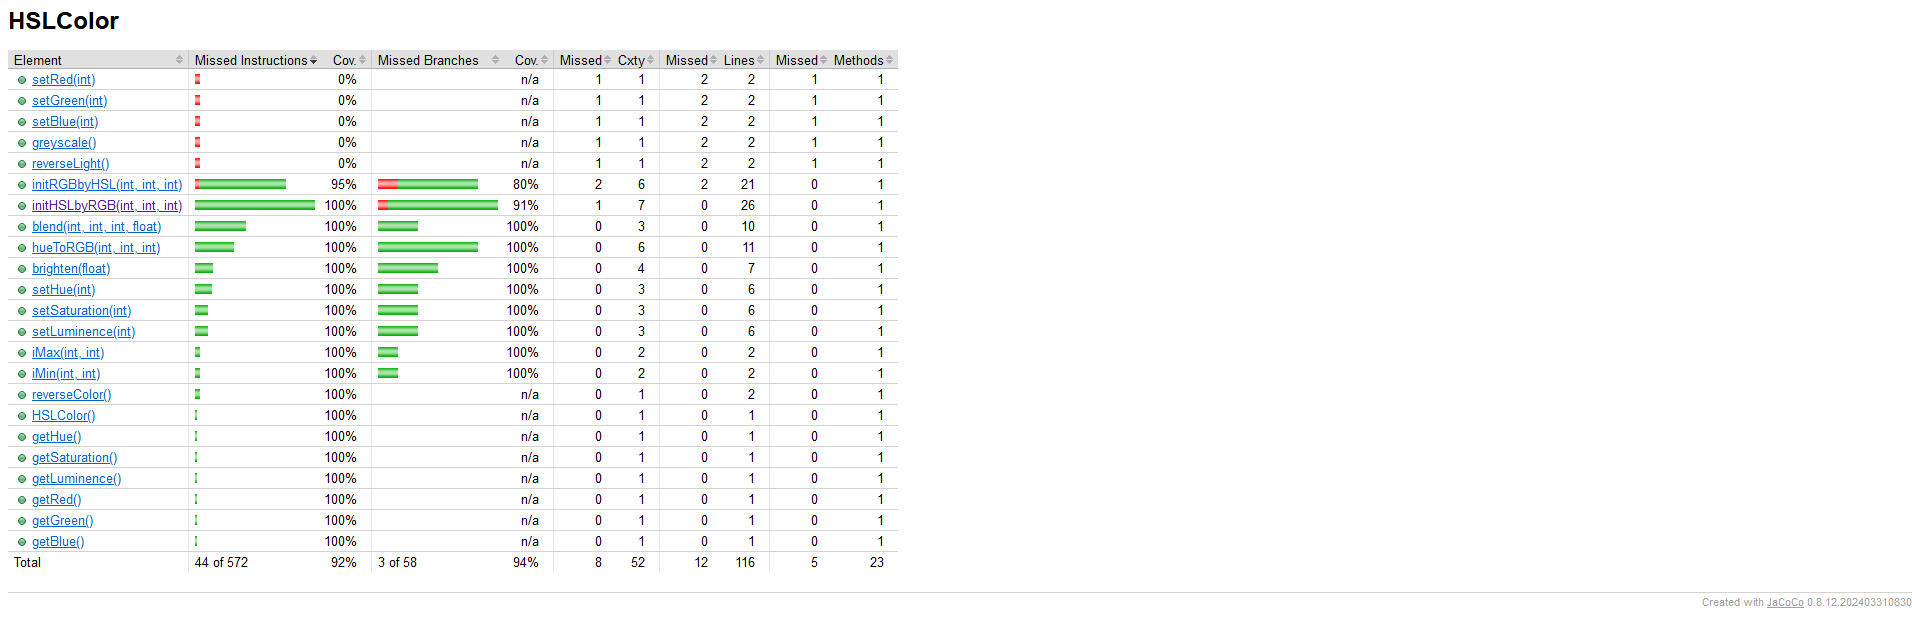 HSLColor
Element Missed Instructions Cov. Missed Branches Cov. Missed Cxty Missed Lines Missed Methods
setRed(int) 0% n/a 1 1 2 2 1 1
setGreen(int) 0% n/a 1 1 2 2 1 1
setBlue(int) 0% n/a 1 1 2 2 1 1
greyscale() 0% n/a 1 1 2 2 1 1
reverseLight() 0% n/a 1 1 2 2 1 1
initRGBbyHSL(int, int, int) 95% 80% 2 6 2 21 0 1
initHSLbyRGB(int, int, int) 100% 91% 1 7 0 26 0 1
blend(int, int, int, float) 100% 100% 0 3 0 10 0 1
hueToRGB(int, int, int) 100% 100% 0 6 0 11 0 1
brighten(float) 100% 100% 0 4 0 7 0 1
setHue(int) 100% 100% 0 3 0 6 0 1
setSaturation(int) 100% 100% 0 3 0 6 0 1
setLuminence(int) 100% 100% 0 3 0 6 0 1
iMax(int, int) 100% 100% 0 2 0 2 0 1
iMin(int, int) 100% 100% 0 2 0 2 0 1
reverseColor() 100% n/a 0 1 0 2 0 1
HSLColor() 100% n/a 0 1 0 1 0 1
getHue() 100% n/a 0 1 0 1 0 1
getSaturation() 100% n/a 0 1 0 1 0 1
getLuminence() 100% n/a 0 1 0 1 0 1
getRed() 100% n/a 0 1 0 1 0 1
getGreen() 100% n/a 0 1 0 1 0 1
getBlue() 100% n/a 0 1 0 1 0 1
Total 44 of 572 92% 3 of 58 94% 8 52 12 116 5 23
Created with JaCoCo 0.8.12.202403310830